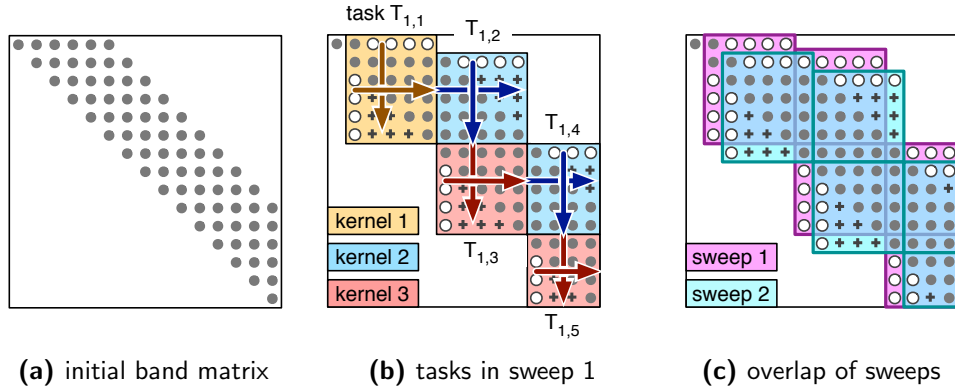 task T1,1
T1,2
T1,4
kernel 1
kernel 2
kernel 3
T1,3
T1,5
sweep 1
sweep 2
(a) initial band matrix
(b) tasks in sweep 1
(c) overlap of sweeps